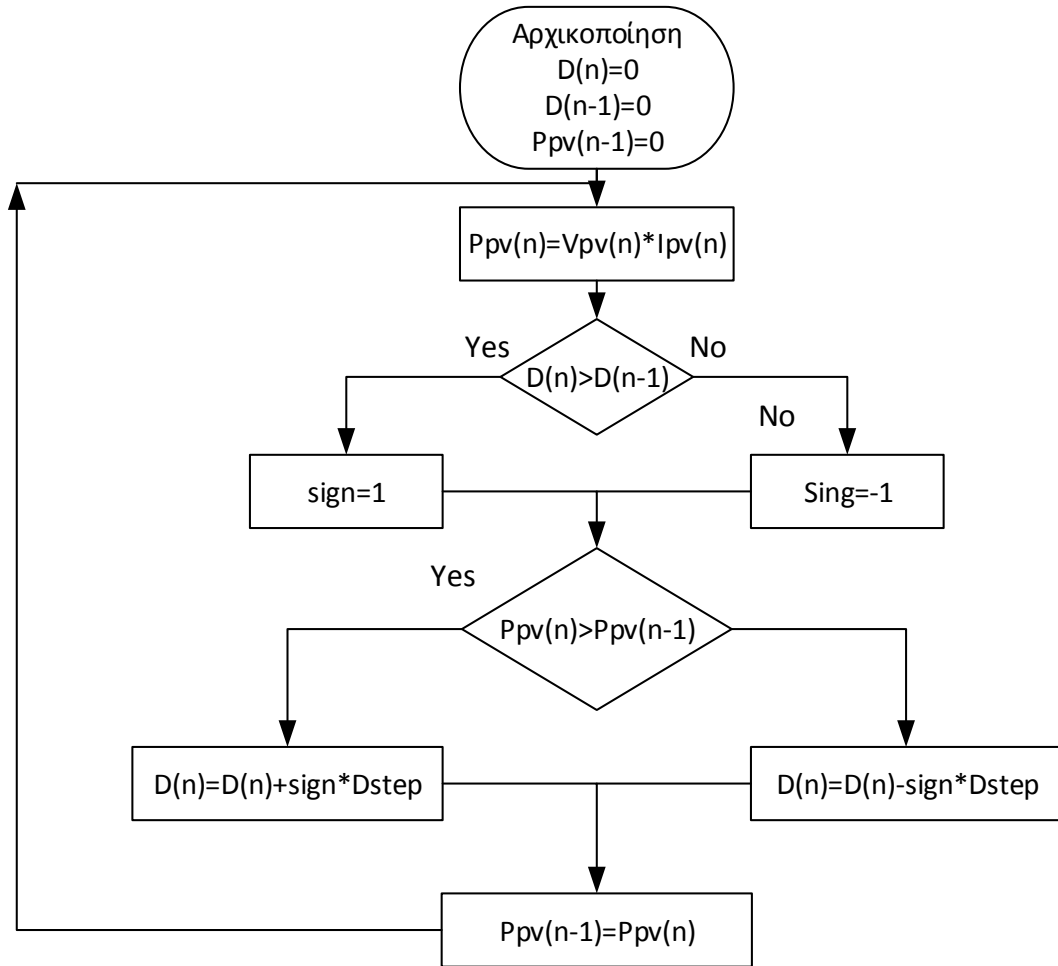 Αρχικοποίηση
D(n)=0
D(n-1)=0
Ppv(n-1)=0
Ppv(n)=Vpv(n)*Ipv(n)
Yes
No
D(n)>D(n-1)
No
sign=1
Sing=-1
Yes
Ppv(n)>Ppv(n-1)
D(n)=D(n)+sign*Dstep
D(n)=D(n)-sign*Dstep
Ppv(n-1)=Ppv(n)